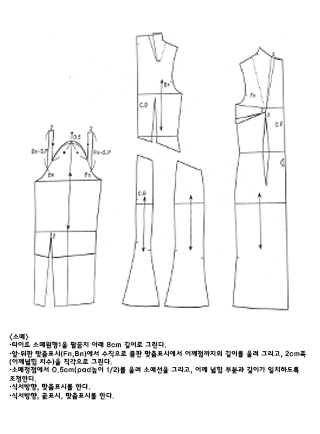 Bn
C.B
Fn
C.F
Bn-S.P
Fn-S.P
Bn
Fn
C.B
<소매>
·타이트 소매원형1을 팔꿈치 아래 8cm 길이로 그린다.
·앞·뒤판 맞춤표시(Fn,Bn)에서 수직으로 몸판 맞춤표시에서 어깨점까지의 길이를 올려 그리고, 2cm폭
(어깨넓힘 치수)을 직각으로 그린다.
·소매정점에서 0.5cm(pad높이 1/2)를 올려 소매선을 그리고, 어깨 넓힘 부분과 길이가 일치하도록
조정한다.
·식서방향, 맞춤표시를 한다.
·식서방향, 골표시, 맞춤표시를 한다.